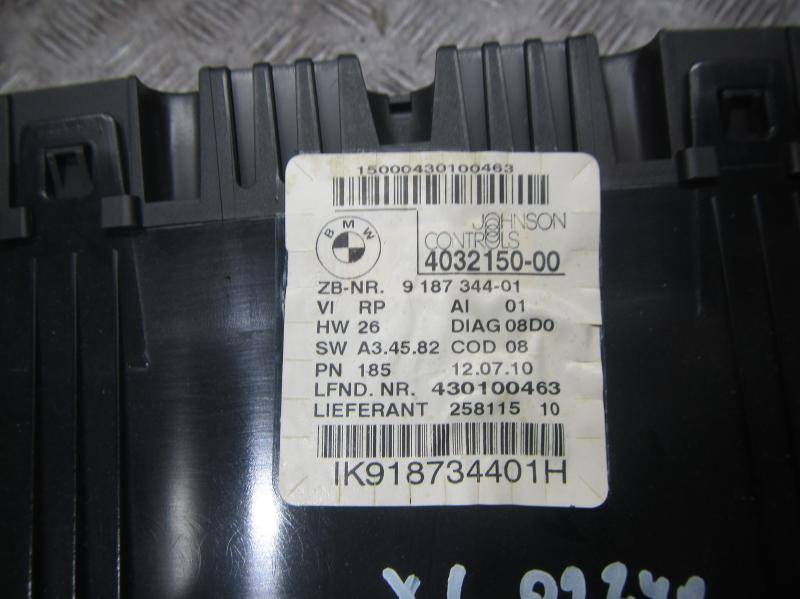 15000430100463
BMW
JOHNSON
CONTROLS
4032150-00
ZB-NR. 9 187 344-01
VI RP AI 01
HW 26 DIAG 08D0
SW A3.45.82 COD 08
PN 185 12.07.10
LFND. NR. 430100463
LIEFERANT 258115 10
IK918734401H